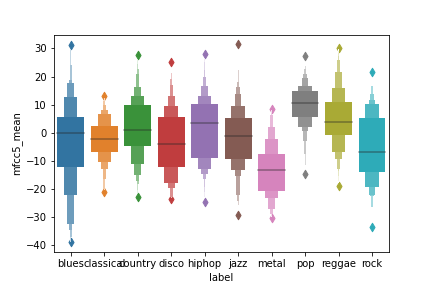 30
20
10
0
−10
−20
−30
−40
mfcc5_mean
blues classical country disco hiphop jazz metal pop reggae rock
label